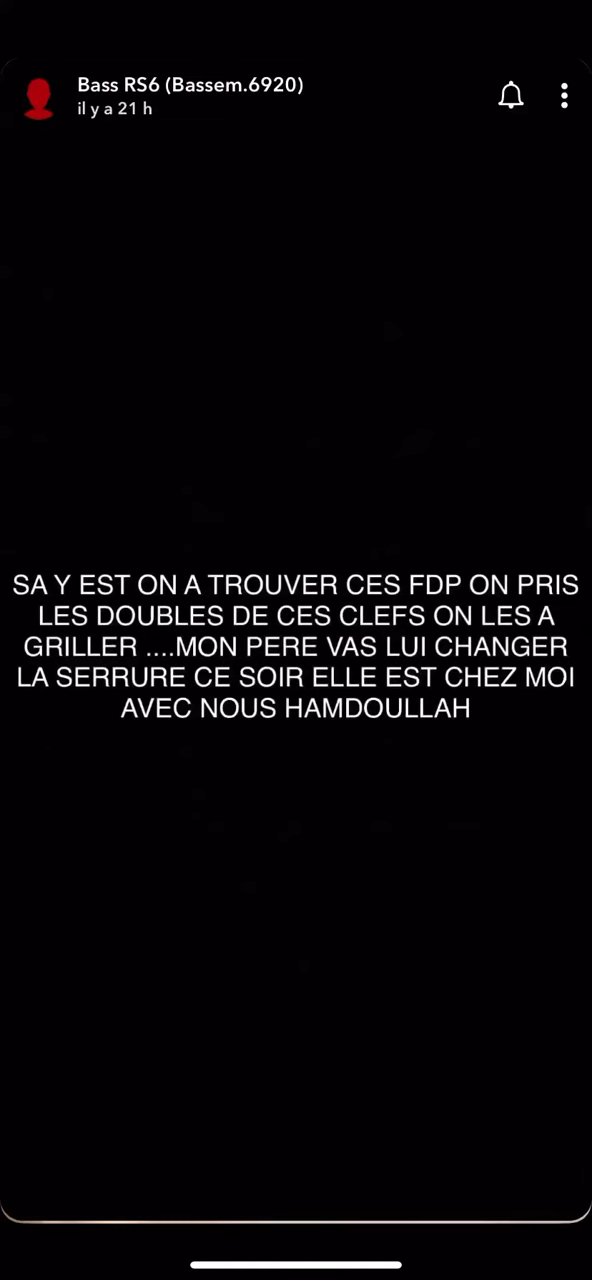 Bass RS6 (Bassem.6920)
il y a 21 h
SA Y EST ON A TROUVER CES FDP ON PRIS
LES DOUBLES DE CES CLEFS ON LES A
GRILLER ....MON PERE VAS LUI CHANGER
LA SERRURE CE SOIR ELLE EST CHEZ MOI
AVEC NOUS HAMDOULLAH